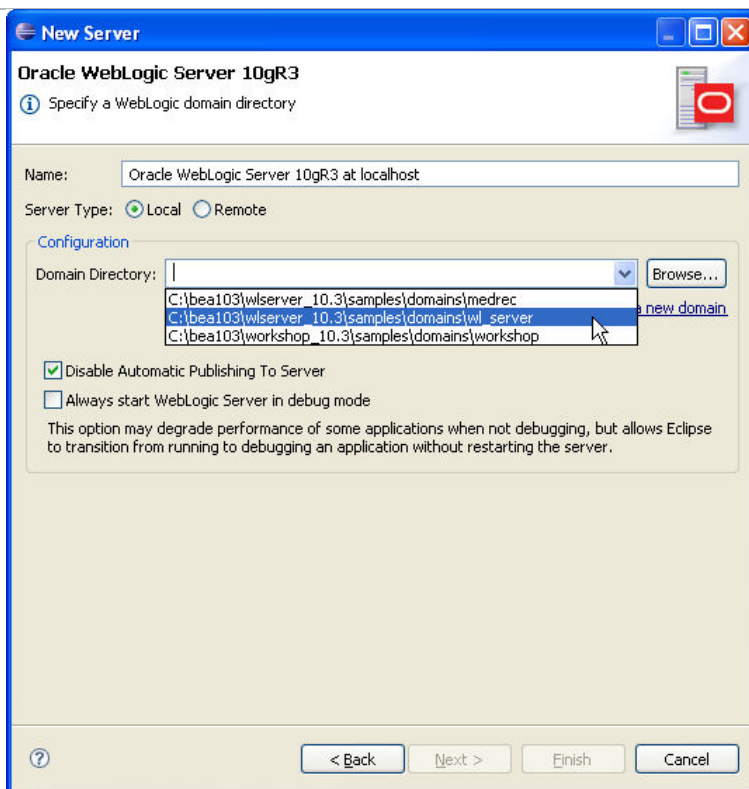 New Server
Oracle WebLogic Server 10gR3
Specify a WebLogic domain directory
Name: Oracle WebLogic Server 10gR3 at localhost
Server Type: Local Remote
Configuration
Domain Directory: Browse...
C:\bea103\wlserver_10.3\samples\domains\medrec
C:\bea103\wlserver_10.3\samples\domains\wl_server a new domain
C:\bea103\workshop_10.3\samples\domains\workshop
Disable Automatic Publishing To Server
Always start WebLogic Server in debug mode
This option may degrade performance of some applications when not debugging, but allows Eclipse
to transition from running to debugging an application without restarting the server.
? < Back Next > Finish Cancel